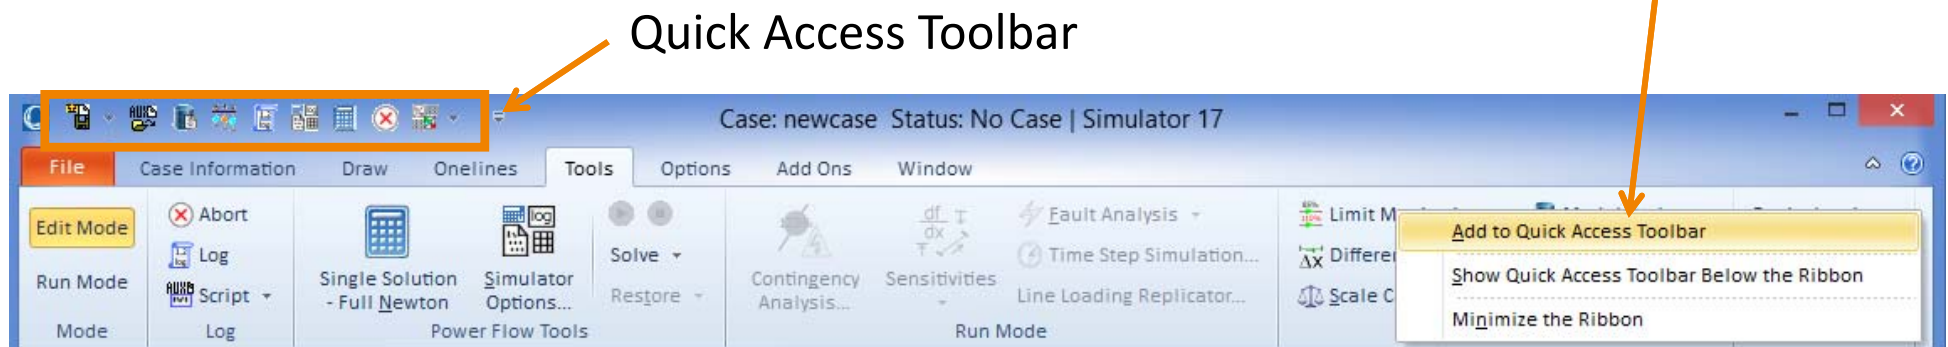 Quick Access Toolbar
Case: newcase Status: No Case | Simulator 17
File Case Information Draw Onelines Tools Options Add Ons Window
Edit Mode
Run Mode
Mode
Abort
Log
Script
Log
Single Solution
- Full Newton
Simulator
Options...
Solve
Restore
Power Flow Tools
Contingency
Analysis...
Sensitivities
Fault Analysis
Time Step Simulation...
Line Loading Replicator...
Run Mode
Limit M
Differe
Scale C
Add to Quick Access Toolbar
Show Quick Access Toolbar Below the Ribbon
Minimize the Ribbon